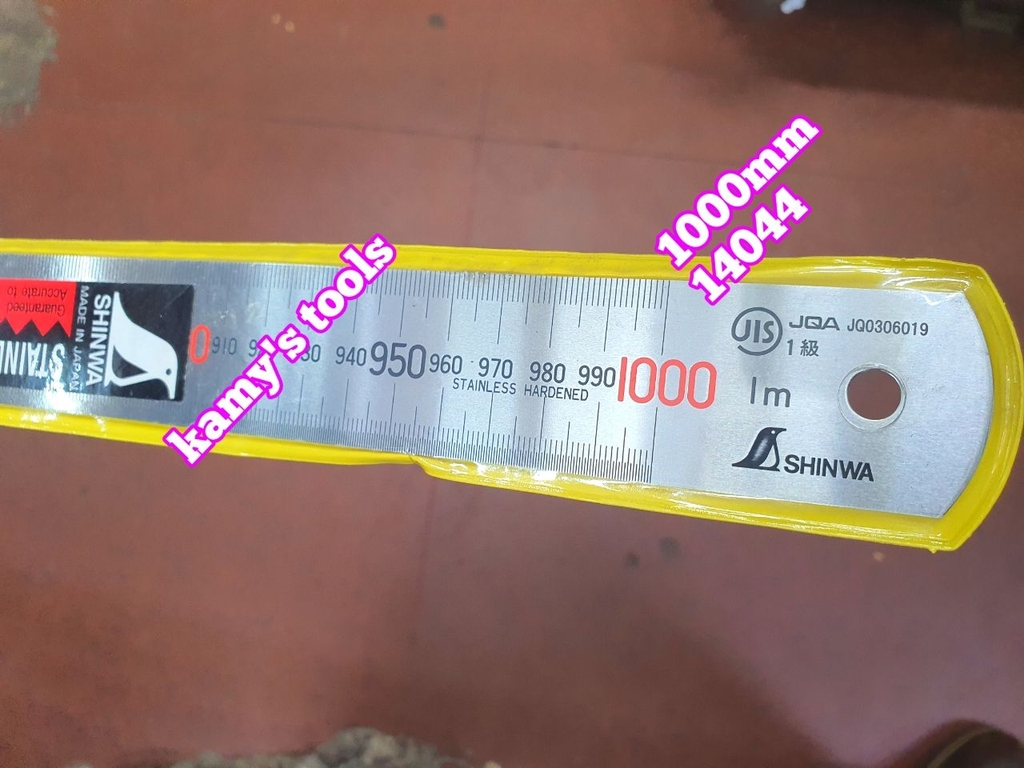 1000mm
14044
kamy's tools
Guaranteed
Accurate to
MADE IN JAPAN
SHINWA
910 940 950 960 970 980 990 1000 1m
STAINLESS HARDENED
JIS JQA JQ0306019
1級
SHINWA